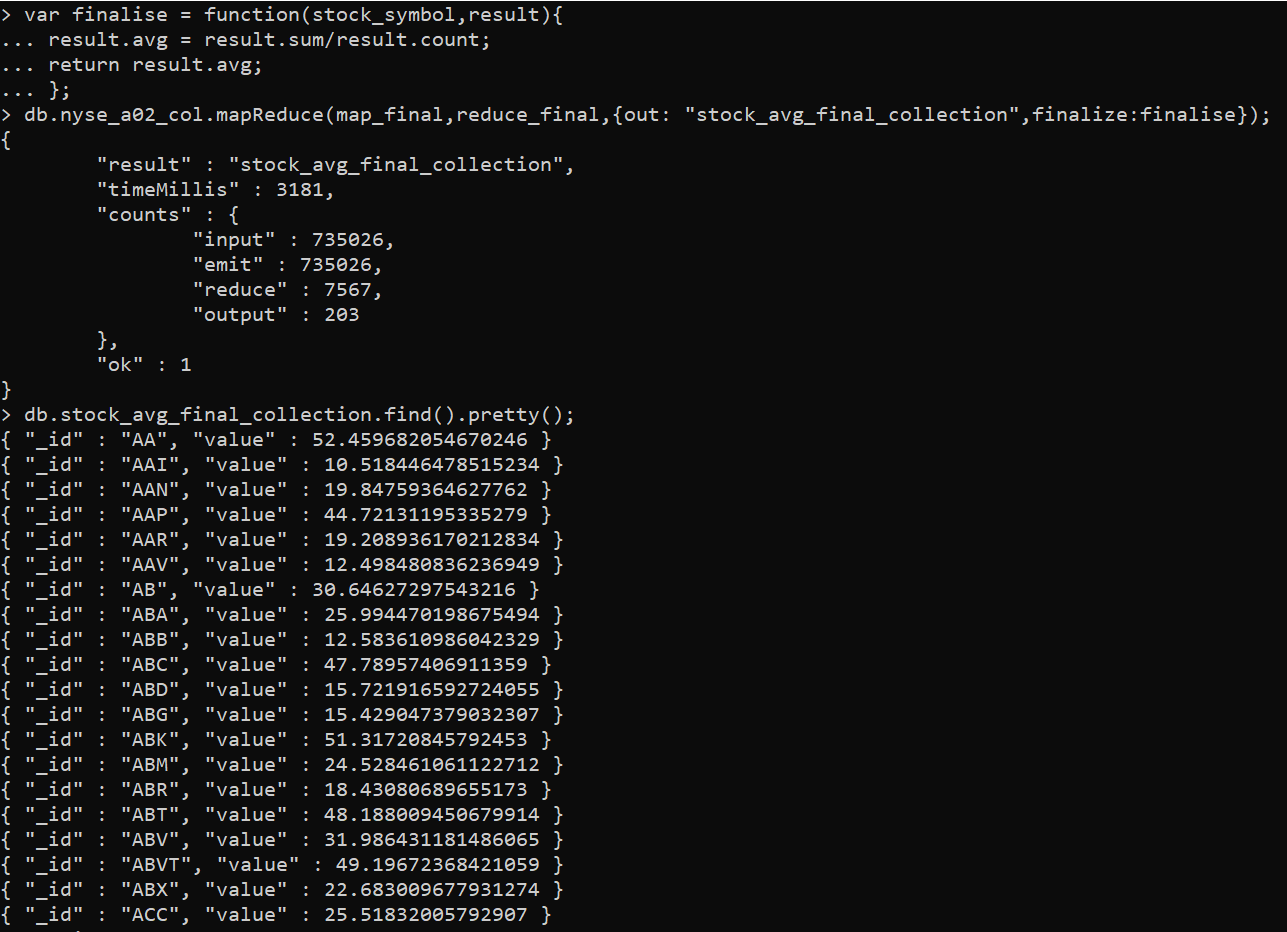 > var finalise = function(stock_symbol,result){
... result.avg = result.sum/result.count;
... return result.avg;
... };
> db.nyse_a02_col.mapReduce(map_final,reduce_final,{out: "stock_avg_final_collection",finalize:finalise});
{
        "result" : "stock_avg_final_collection",
        "timeMillis" : 3181,
        "counts" : {
                "input" : 735026,
                "emit" : 735026,
                "reduce" : 7567,
                "output" : 203
        },
        "ok" : 1
}
> db.stock_avg_final_collection.find().pretty();
{ "_id" : "AA", "value" : 52.459682054670246 }
{ "_id" : "AAI", "value" : 10.518446478515234 }
{ "_id" : "AAN", "value" : 19.84759364627762 }
{ "_id" : "AAP", "value" : 44.72131195335279 }
{ "_id" : "AAR", "value" : 19.208936170212834 }
{ "_id" : "AAV", "value" : 12.498480836236949 }
{ "_id" : "AB", "value" : 30.64627297543216 }
{ "_id" : "ABA", "value" : 25.994470198675494 }
{ "_id" : "ABB", "value" : 12.583610986042329 }
{ "_id" : "ABC", "value" : 47.78957406911359 }
{ "_id" : "ABD", "value" : 15.721916592724055 }
{ "_id" : "ABG", "value" : 15.429047379032307 }
{ "_id" : "ABK", "value" : 51.31720845792453 }
{ "_id" : "ABM", "value" : 24.528461061122712 }
{ "_id" : "ABR", "value" : 18.43080689655173 }
{ "_id" : "ABT", "value" : 48.188009450679914 }
{ "_id" : "ABV", "value" : 31.986431181486065 }
{ "_id" : "ABVT", "value" : 49.19672368421059 }
{ "_id" : "ABX", "value" : 22.683009677931274 }
{ "_id" : "ACC", "value" : 25.51832005792907 }